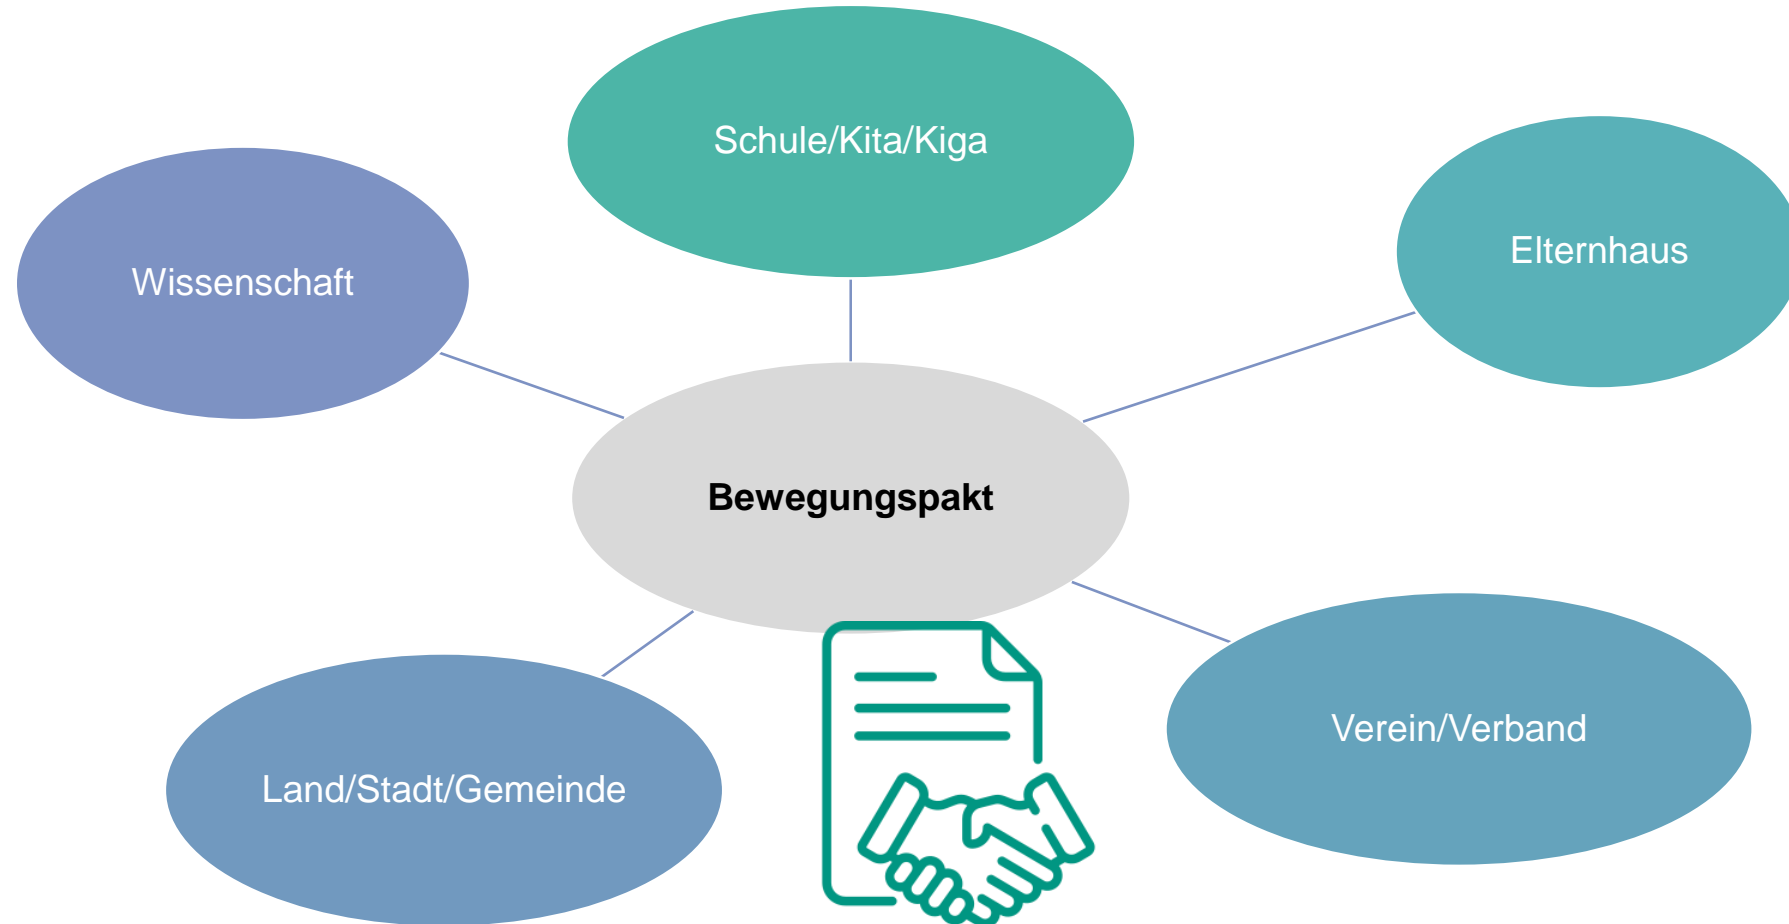 Schule/Kita/Kiga
Elternhaus
Wissenschaft
Bewegungspakt
Verein/Verband
Land/Stadt/Gemeinde